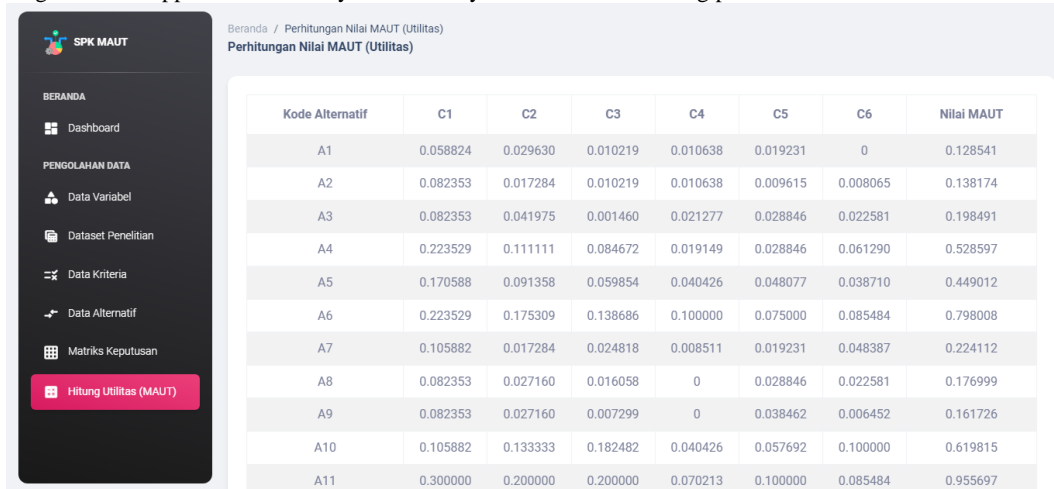 SPK MAUT
BERANDA
Dashboard
PENGOLAHAN DATA
Data Variabel
Dataset Penelitian
Data Kriteria
Data Alternatif
Matriks Keputusan
Hitung Utilitas (MAUT)
Beranda / Perhitungan Nilai MAUT (Utilitas)
Perhitungan Nilai MAUT (Utilitas)
Kode Alternatif C1 C2 C3 C4 C5 C6 Nilai MAUT
A1 0.058824 0.029630 0.010219 0.010638 0.019231 0 0.128541
A2 0.082353 0.017284 0.010219 0.010638 0.009615 0.008065 0.138174
A3 0.082353 0.041975 0.001460 0.021277 0.028846 0.022581 0.198491
A4 0.223529 0.111111 0.084672 0.019149 0.028846 0.061290 0.528597
A5 0.170588 0.091358 0.059854 0.040426 0.048077 0.038710 0.449012
A6 0.223529 0.175309 0.138686 0.100000 0.075000 0.085484 0.798008
A7 0.105882 0.017284 0.024818 0.008511 0.019231 0.048387 0.224112
A8 0.082353 0.027160 0.016058 0 0.028846 0.022581 0.176999
A9 0.082353 0.027160 0.007299 0 0.038462 0.006452 0.161726
A10 0.105882 0.133333 0.182482 0.040426 0.057692 0.100000 0.619815
A11 0.300000 0.200000 0.200000 0.070213 0.100000 0.085484 0.955697